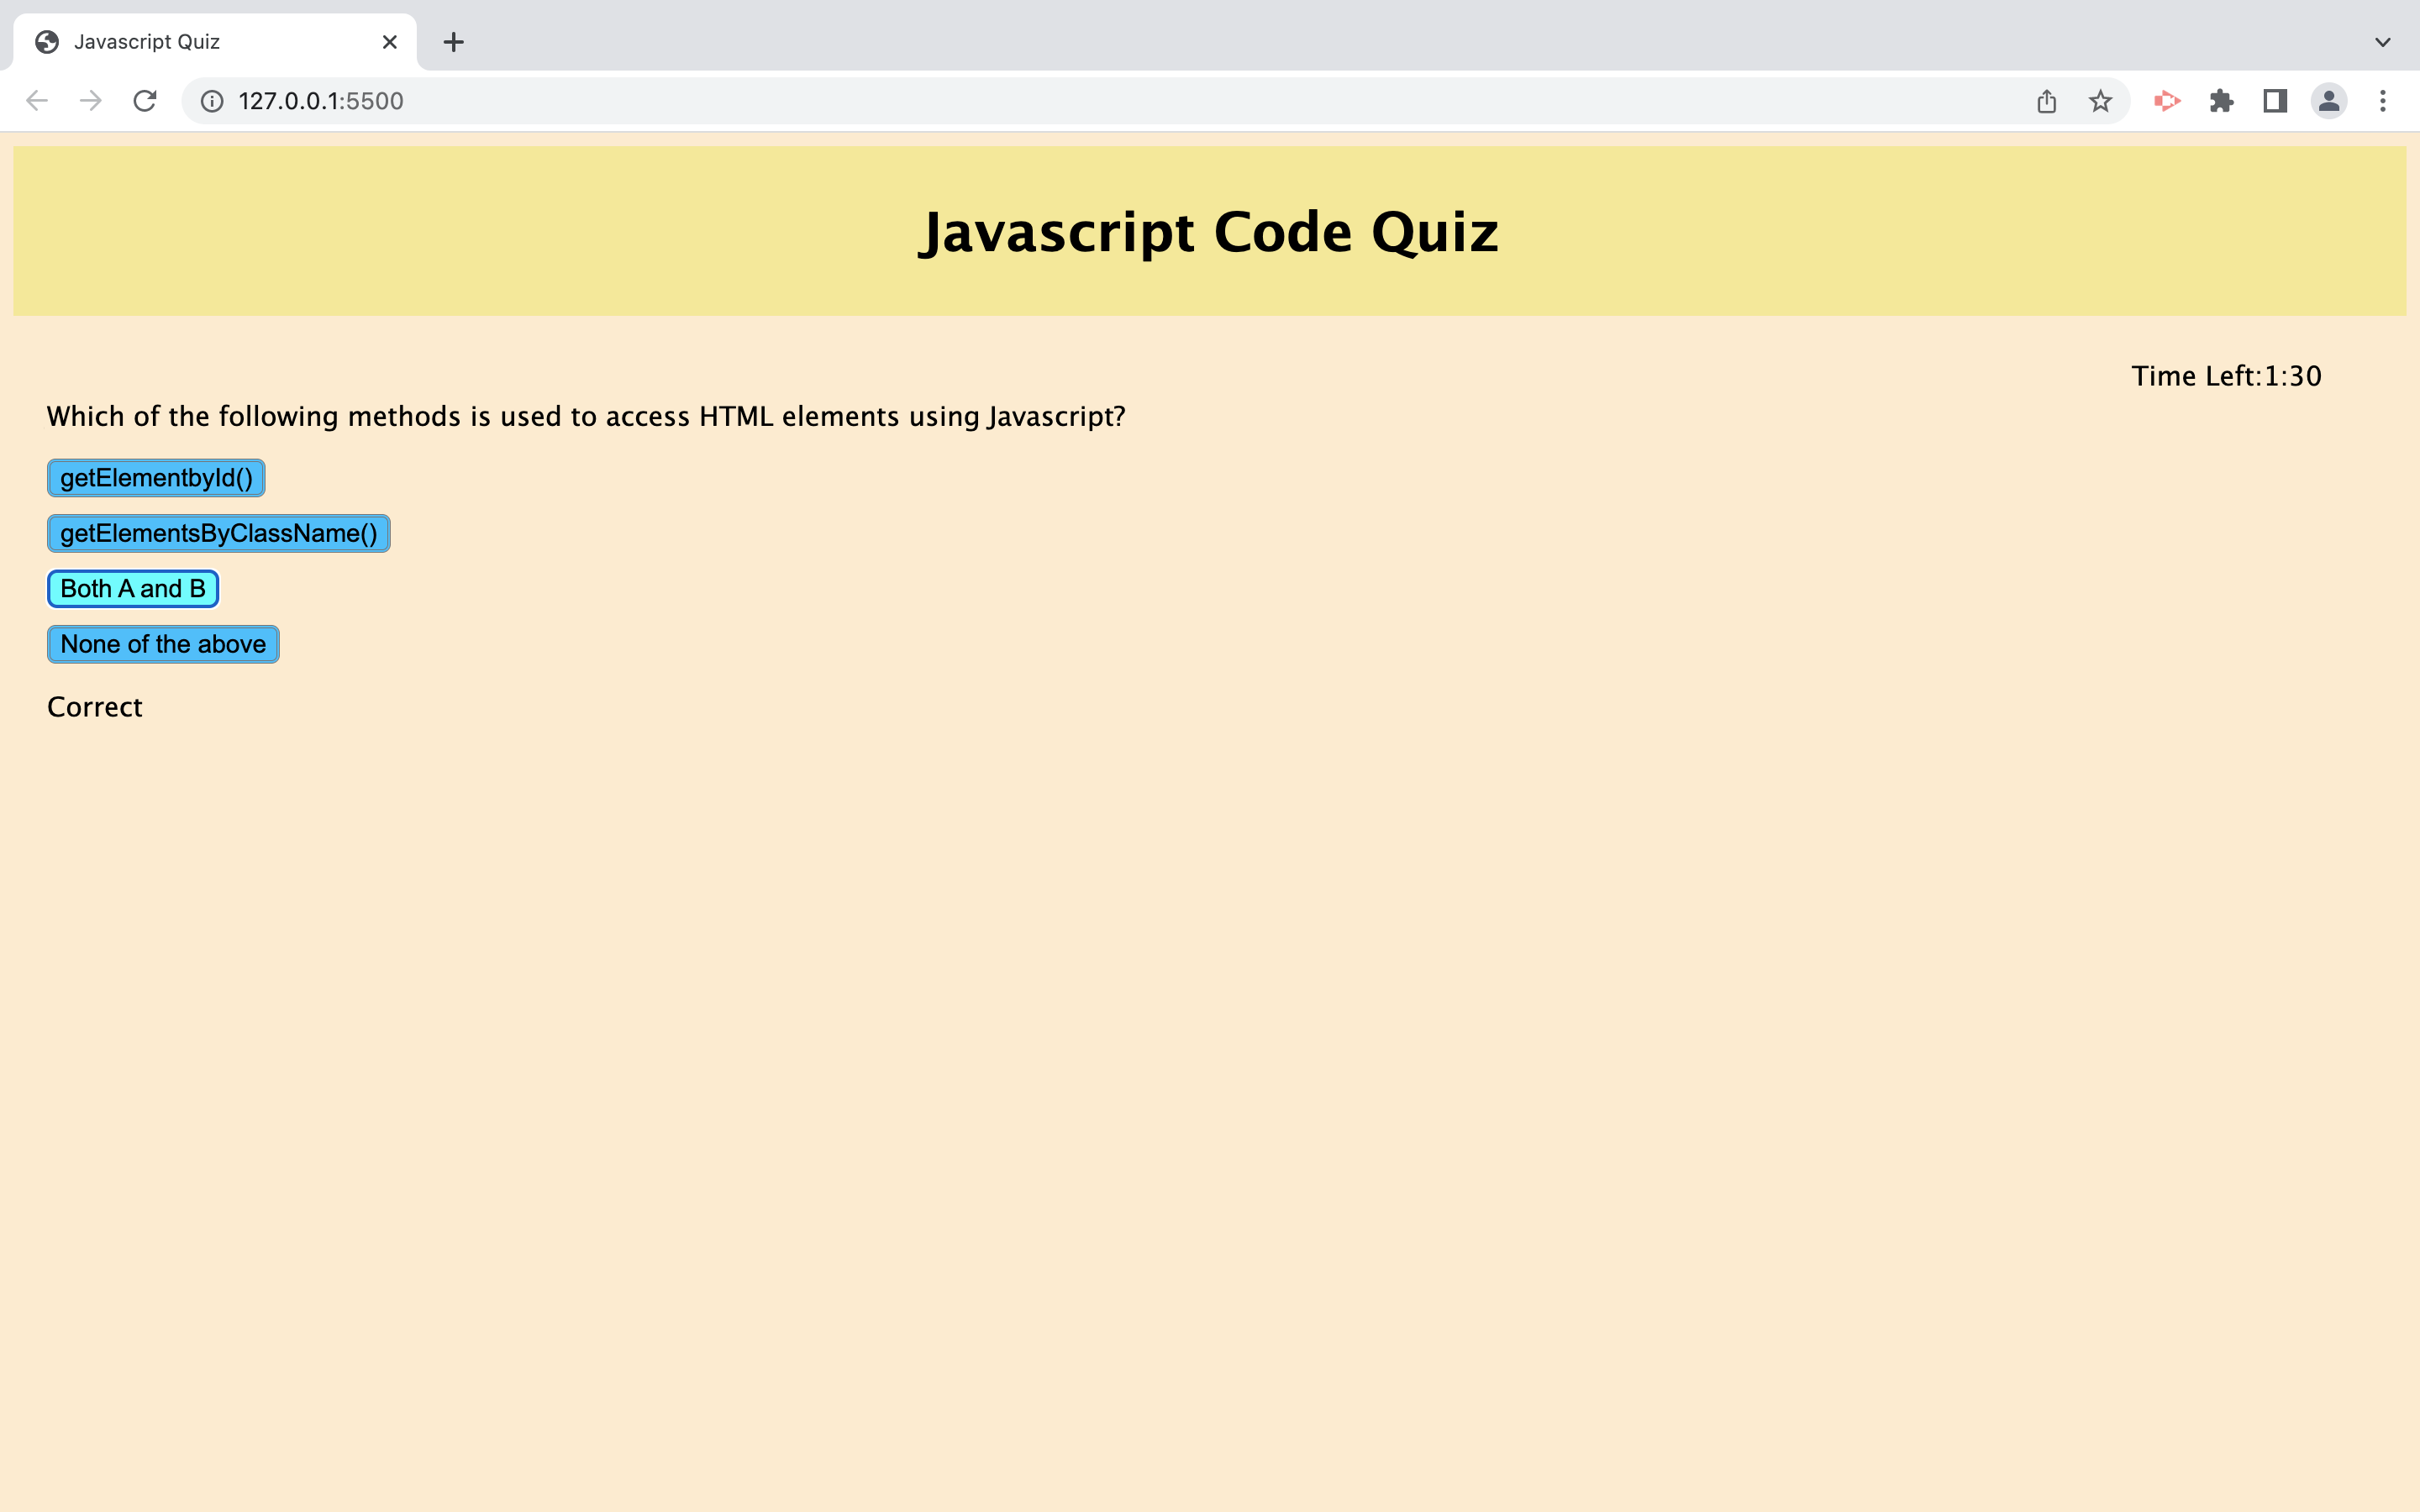 Javascript Quiz
127.0.0.1:5500
Javascript Code Quiz
Time Left:1:30
Which of the following methods is used to access HTML elements using Javascript?
getElementbyId()
getElementsByClassName()
Both A and B
None of the above
Correct